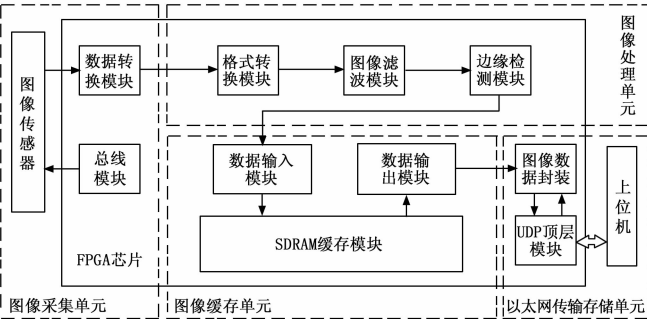 图像传感器
数据转
换模块
总线
模块
FPGA芯片
图像采集单元
格式转
换模块
图像滤
波模块
边缘检
测模块
图像处理单元
数据输入
模块
数据输
出模块
SDRAM缓存模块
图像缓存单元
图像数
据封装
UDP顶层
模块
上位机
以太网传输存储单元